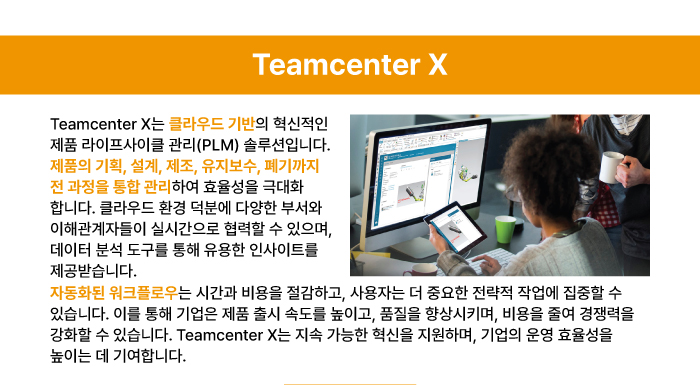 Teamcenter X
Teamcenter X는 클라우드 기반의 혁신적인
제품 라이프사이클 관리(PLM) 솔루션입니다.
제품의 기획, 설계, 제조, 유지보수, 폐기까지
전 과정을 통합 관리하여 효율성을 극대화
합니다. 클라우드 환경 덕분에 다양한 부서와
이해관계자들이 실시간으로 협력할 수 있으며,
데이터 분석 도구를 통해 유용한 인사이트를
제공받습니다.
자동화된 워크플로우는 시간과 비용을 절감하고, 사용자는 더 중요한 전략적 작업에 집중할 수
있습니다. 이를 통해 기업은 제품 출시 속도를 높이고, 품질을 향상시키며, 비용을 줄여 경쟁력을
강화할 수 있습니다. Teamcenter X는 지속 가능한 혁신을 지원하며, 기업의 운영 효율성을
높이는 데 기여합니다.